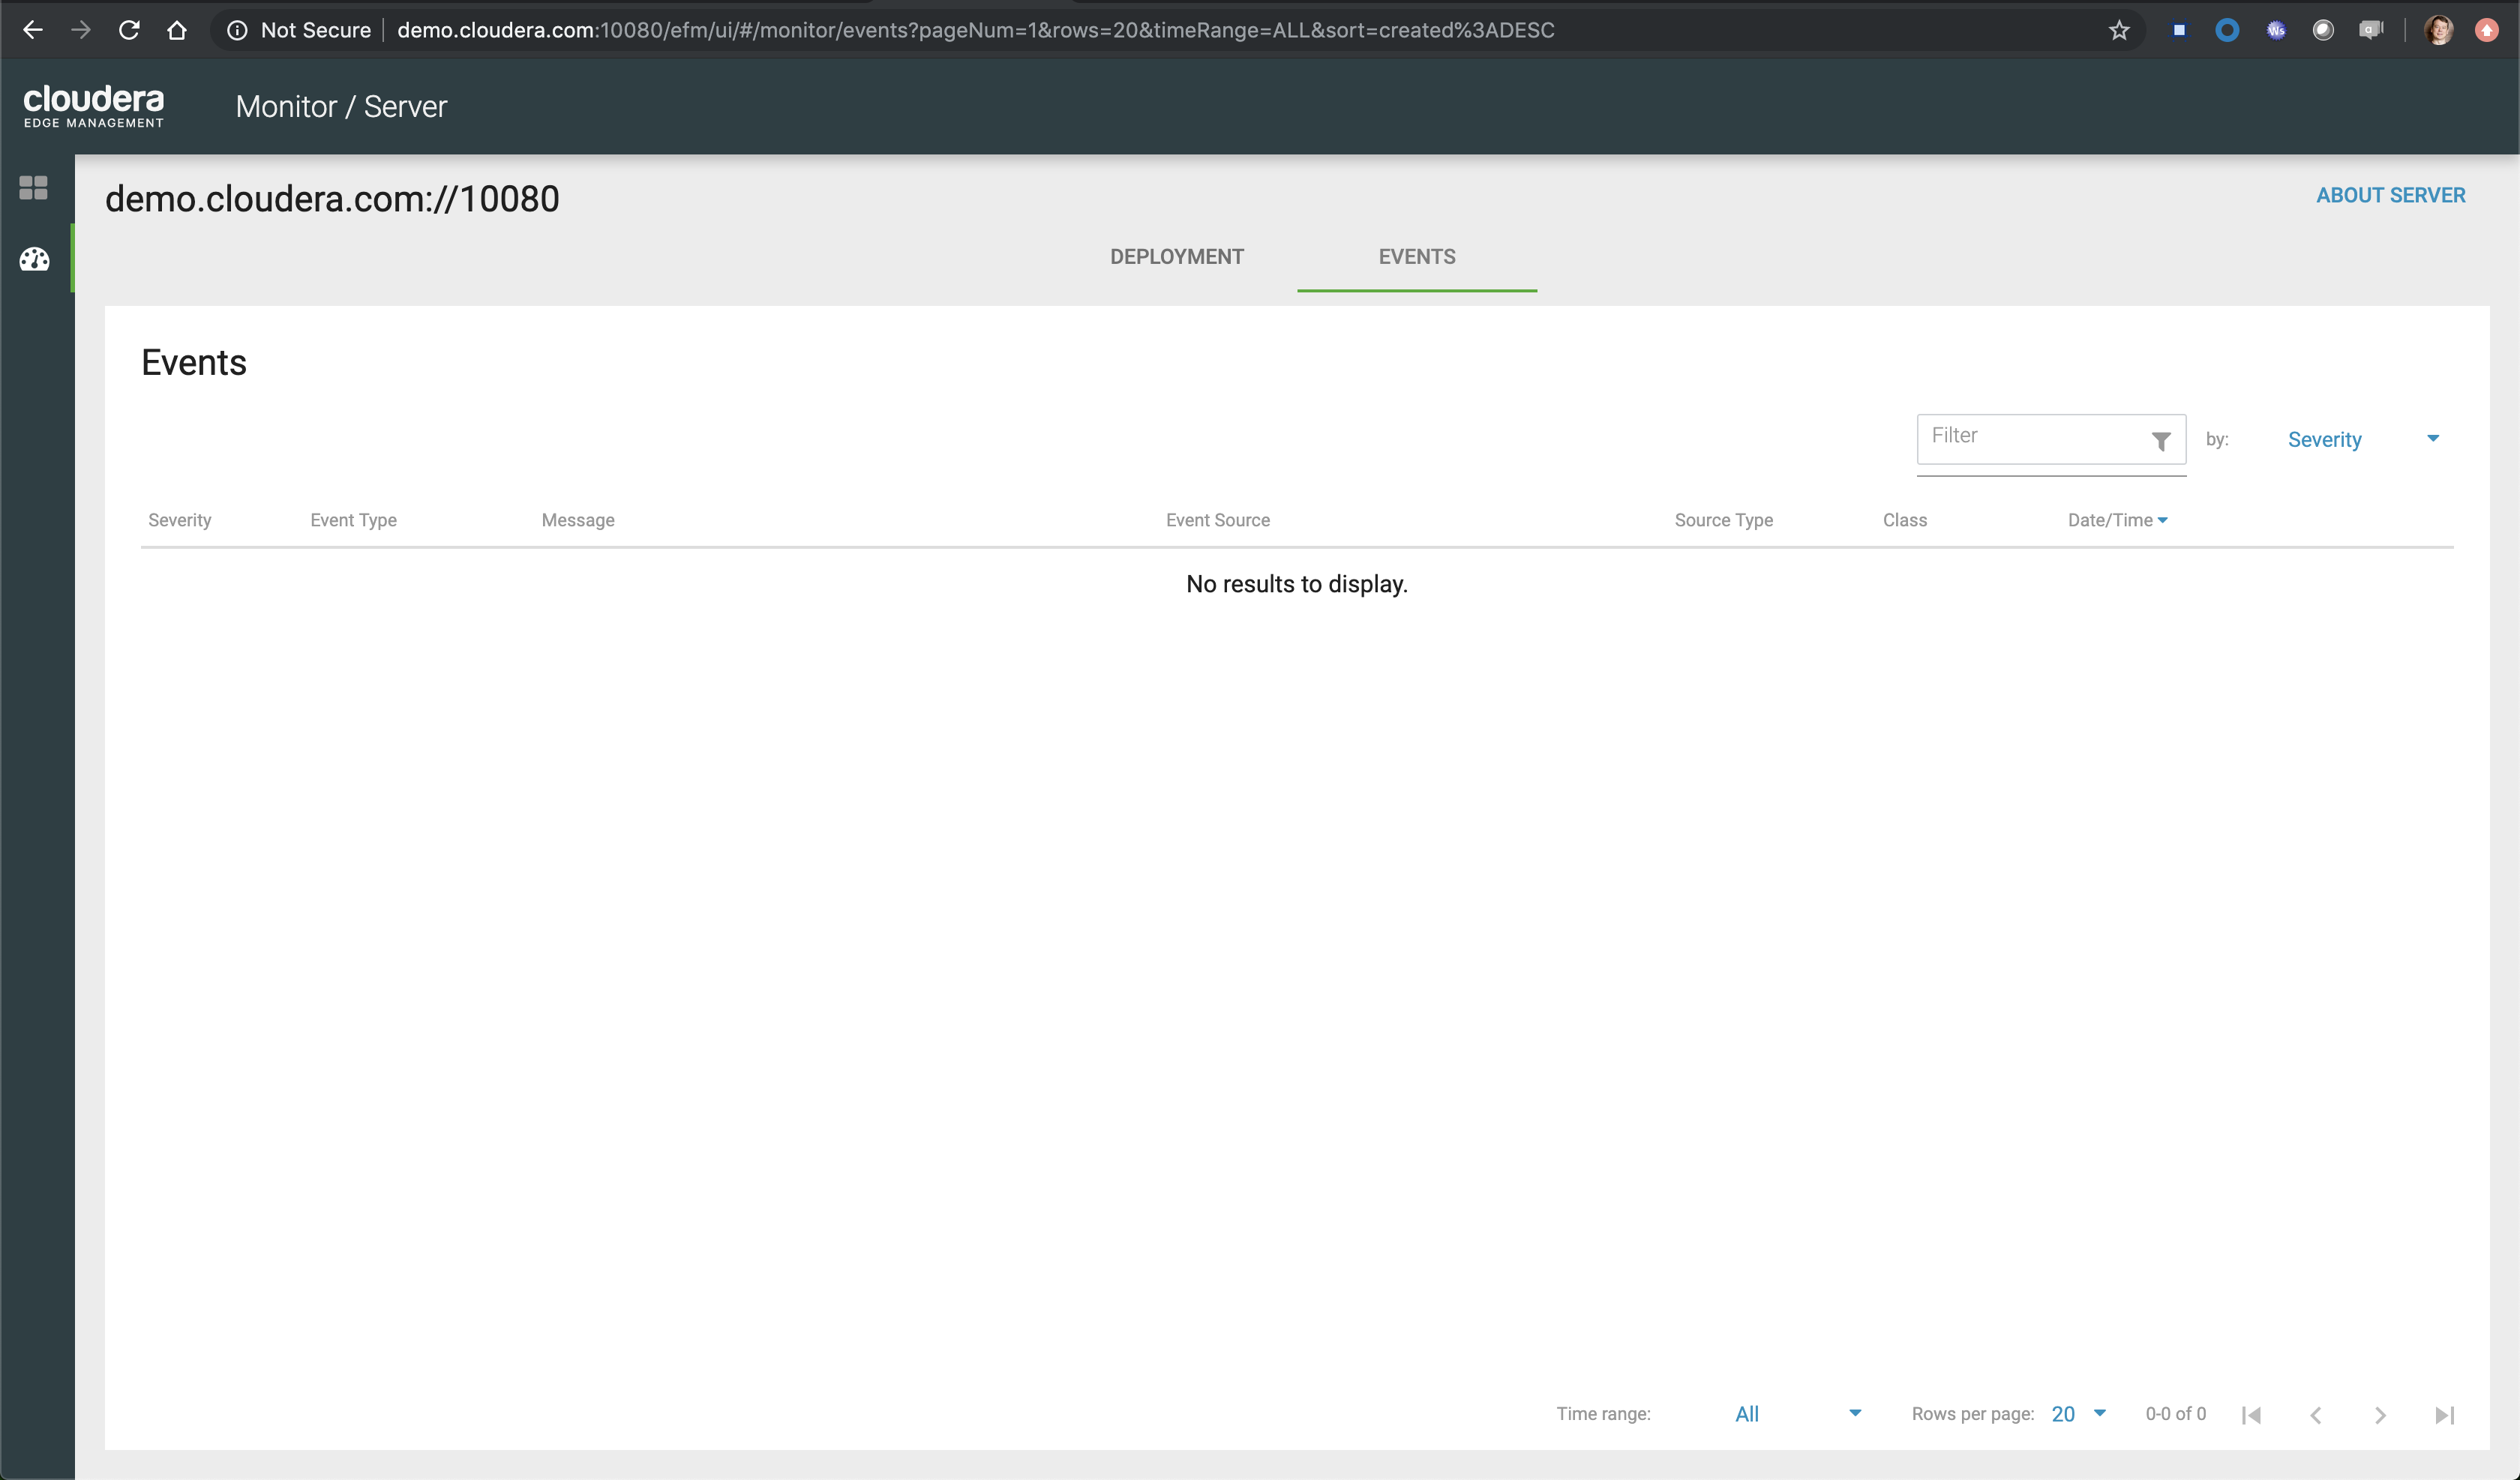 Not Secure demo.cloudera.com:10080/efm/ui/#/monitor/events?pageNum=1&rows=20&timeRange=ALL&sort=created%3ADESC
Ws
a
cloudera
EDGE MANAGEMENT
Monitor / Server
demo.cloudera.com://10080
ABOUT SERVER
DEPLOYMENT EVENTS
Events
Filter by: Severity
Severity Event Type Message Event Source Source Type Class Date/Time
No results to display.
Time range: All Rows per page: 20 0-0 of 0